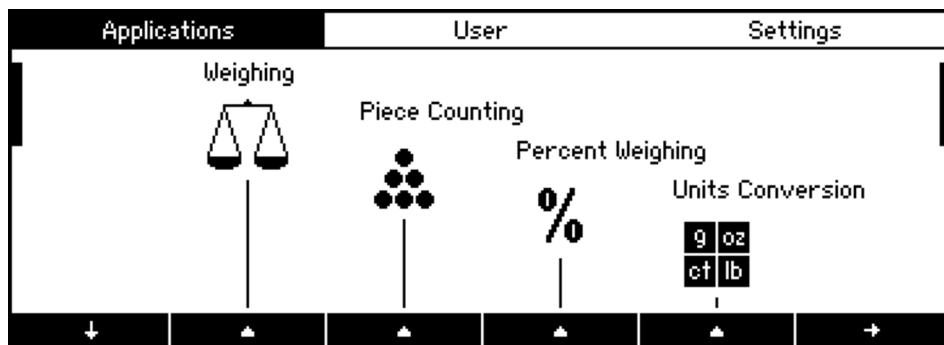 Applications
User
Settings
Weighing
Piece Counting
Percent Weighing
Units Conversion
%
g oz
ct lb